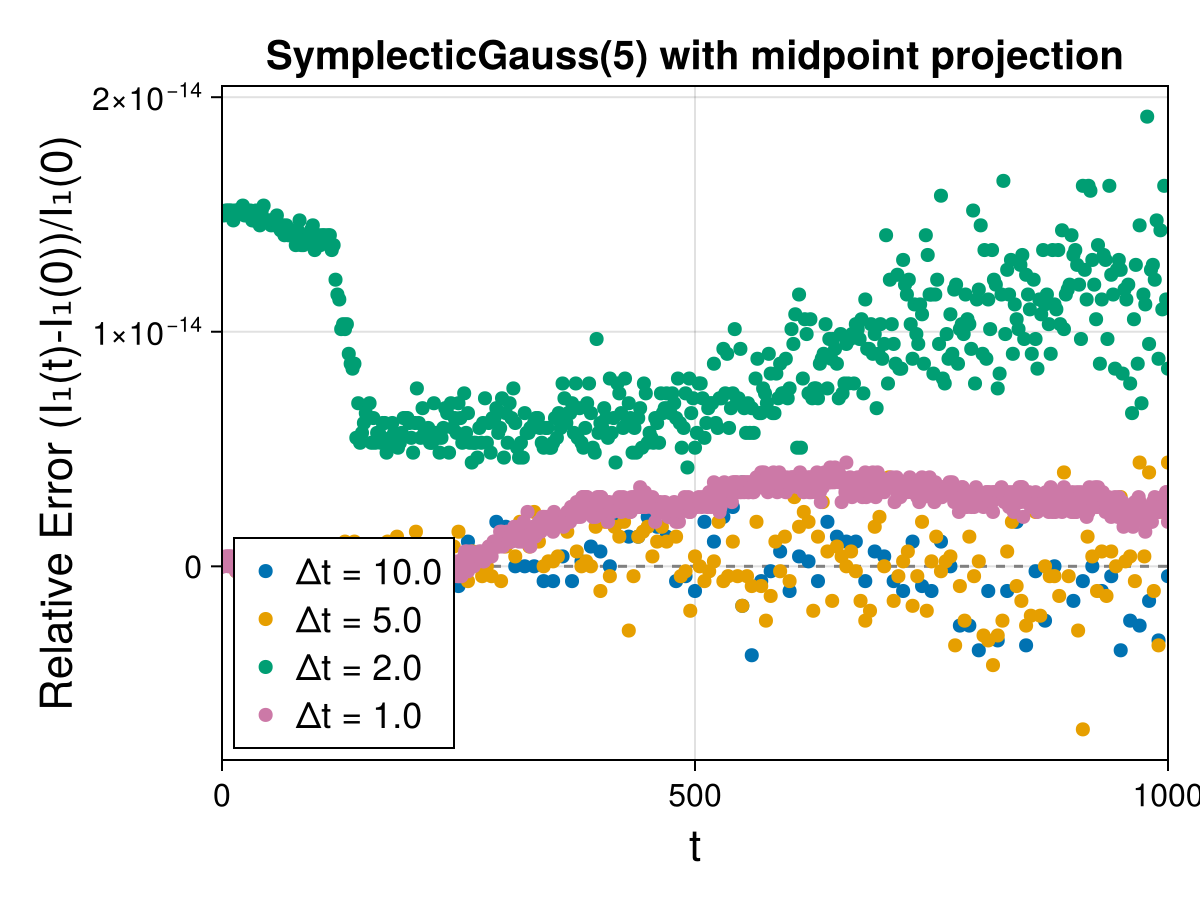 SymplecticGauss(5) with midpoint projection
Relative Error (I₁(t)-I₁(0))/I₁(0)
2×10⁻¹⁴
1×10⁻¹⁴
0
Δt = 10.0
Δt = 5.0
Δt = 2.0
Δt = 1.0
0 500 1000
t